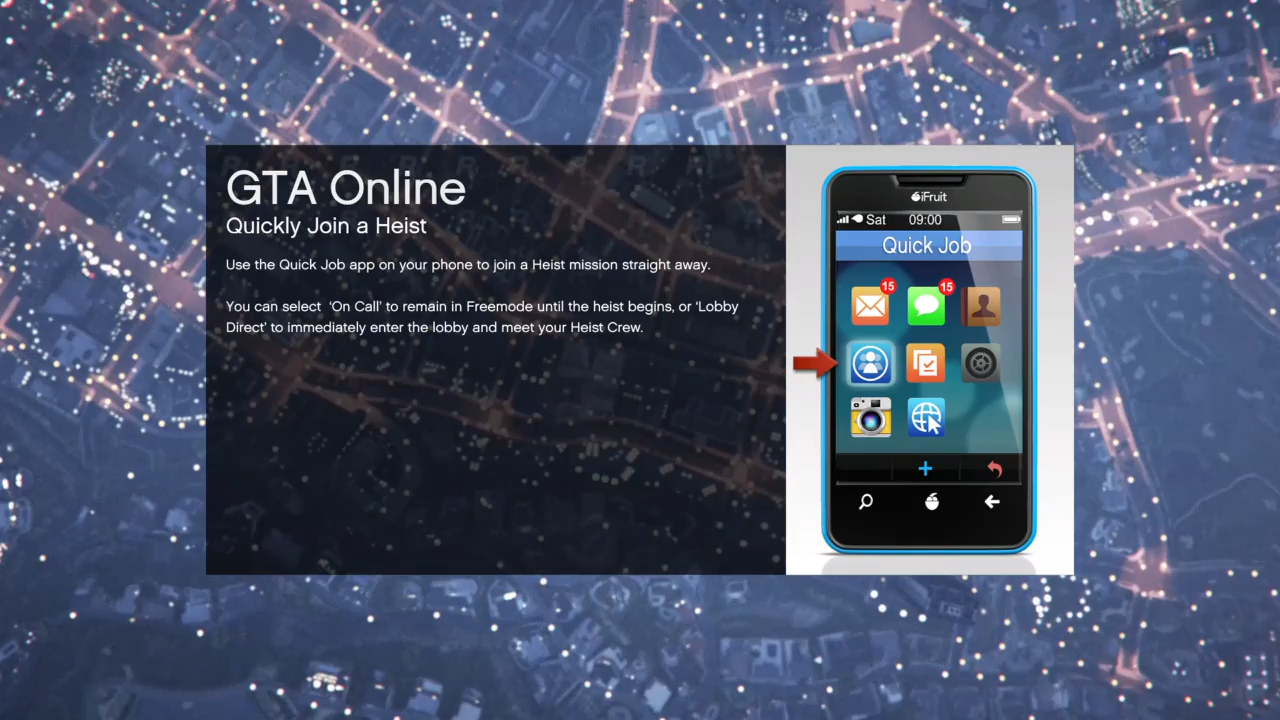 GTA Online
Quickly Join a Heist
Use the Quick Job app on your phone to join a Heist mission straight away.
You can select  ‘On Call’ to remain in Freemode until the heist begins, or ‘Lobby
Direct’ to immediately enter the lobby and meet your Heist Crew.
iFruit
Sat 09:00
Quick Job
15 15